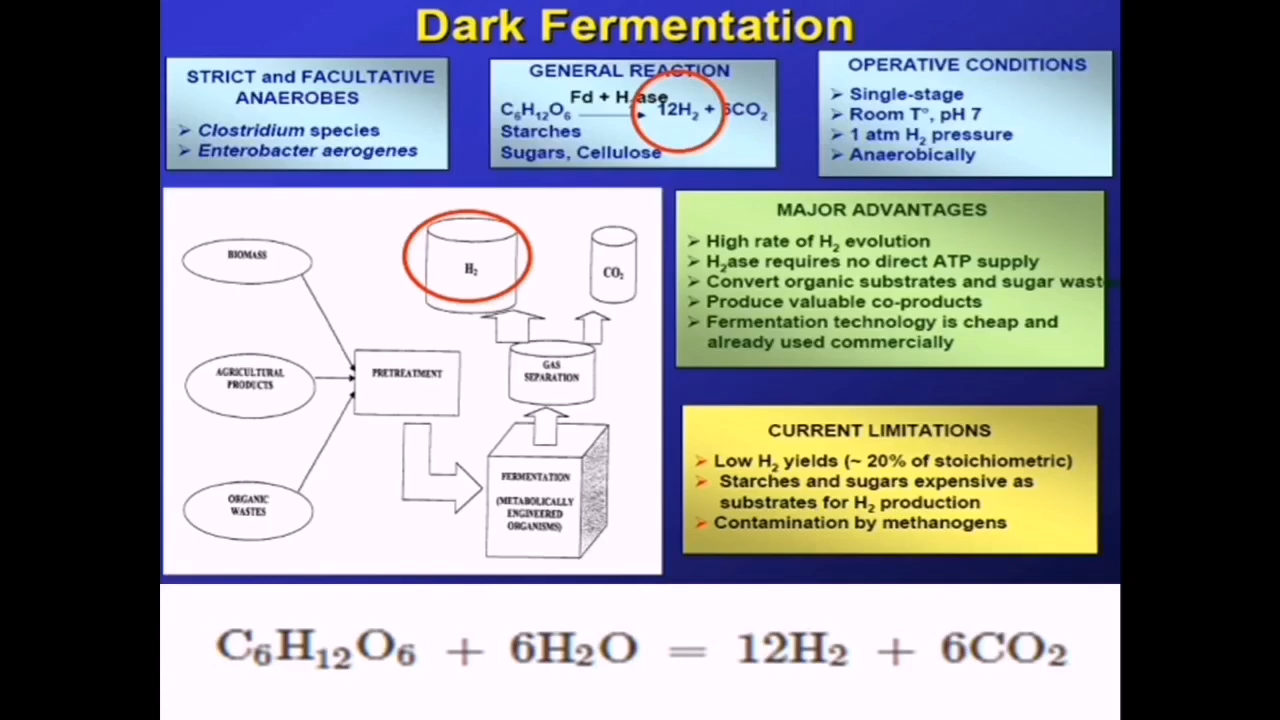 Dark Fermentation
STRICT and FACULTATIVE
ANAEROBES
➢ Clostridium species
➢ Enterobacter aerogenes
GENERAL REACTION
Fd + H₂ase
C₆H₁₂O₆ 12H₂ + 6CO₂
Starches
Sugars, Cellulose
OPERATIVE CONDITIONS
➢ Single-stage
➢ Room T°, pH 7
➢ 1 atm H₂ pressure
➢ Anaerobically
BIOMASS
AGRICULTURAL
PRODUCTS
ORGANIC
WASTES
PRETREATMENT
H₂
CO₂
GAS
SEPARATION
FERMENTATION
(METABOLICALLY
ENGINEERED
ORGANISMS)
MAJOR ADVANTAGES
➢ High rate of H₂ evolution
➢ H₂ase requires no direct ATP supply
➢ Convert organic substrates and sugar waste
➢ Produce valuable co-products
➢ Fermentation technology is cheap and
already used commercially
CURRENT LIMITATIONS
➢ Low H₂ yields (~ 20% of stoichiometric)
➢ Starches and sugars expensive as
substrates for H₂ production
➢ Contamination by methanogens
C₆H₁₂O₆ + 6H₂O = 12H₂ + 6CO₂